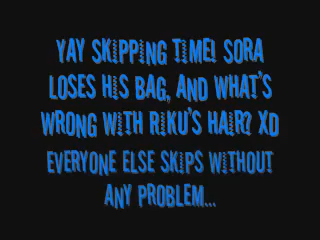 YAY SKIPPING TIME! SORA
LOSES HIS BAG, AND WHAT'S
WRONG WITH RIKU'S HAIR? XD
EVERYONE ELSE SKIPS WITHOUT
ANY PROBLEM...